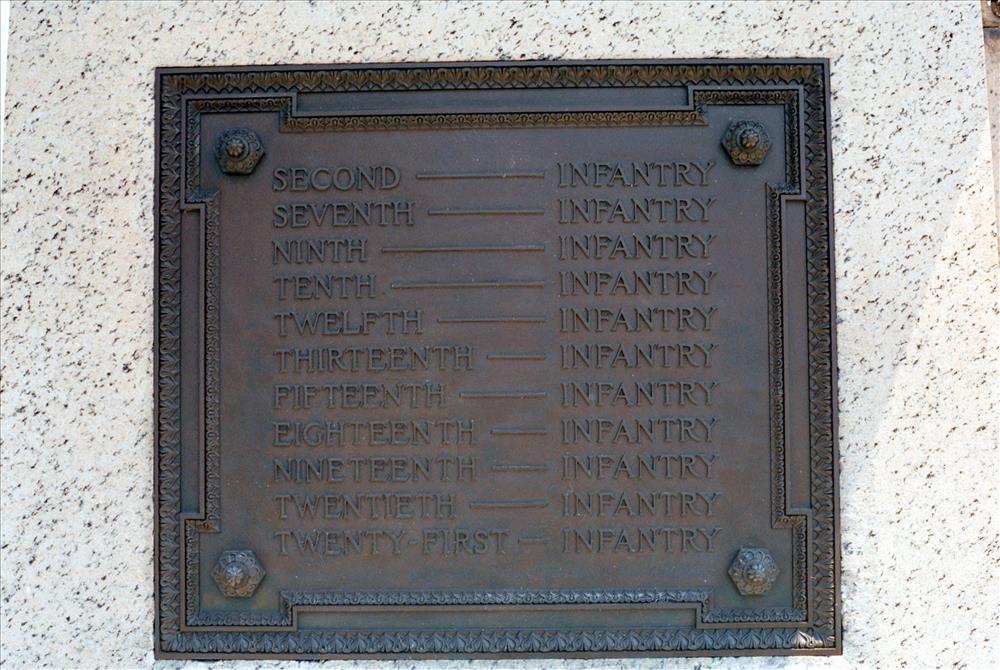 SECOND — INFANTRY
SEVENTH — INFANTRY
NINTH — INFANTRY
TENTH — INFANTRY
TWELFTH — INFANTRY
THIRTEENTH — INFANTRY
FIFTEENTH — INFANTRY
EIGHTEENTH — INFANTRY
NINETEENTH — INFANTRY
TWENTIETH — INFANTRY
TWENTY-FIRST — INFANTRY